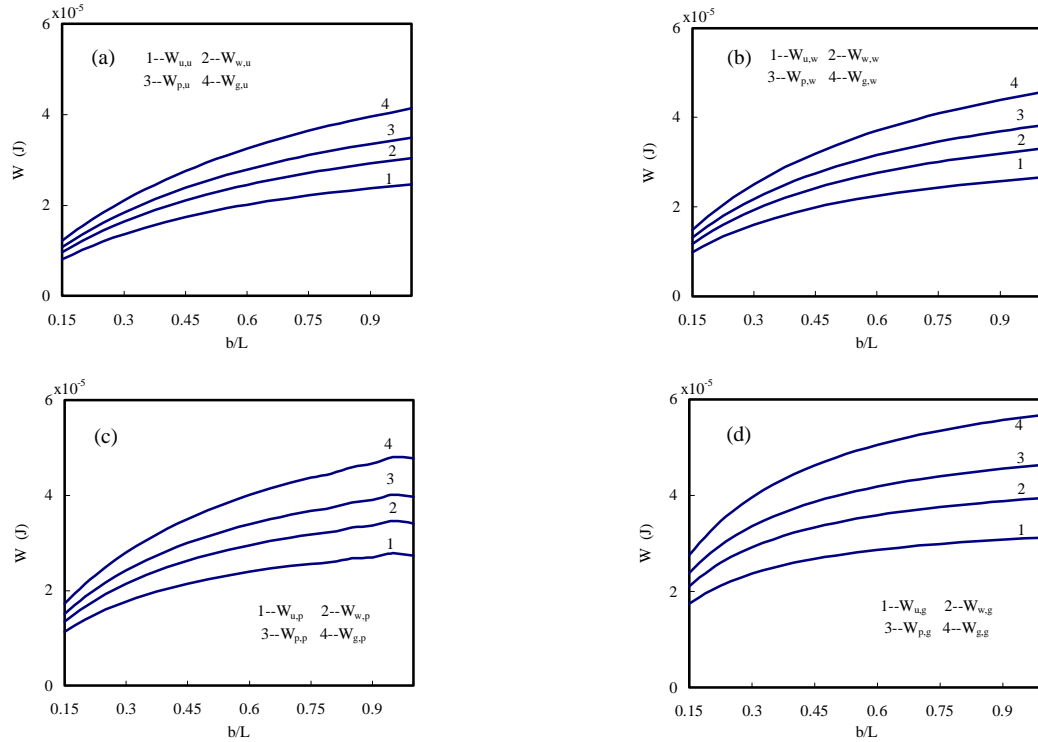 x10-5
6
(a)
1--Wu,u 2--Ww,u
3--Wp,u 4--Wg,u
4
4
3
2
1
W (J)
2
0
0.15 0.3 0.45 0.6 0.75 0.9
b/L
x10-5
6
(b)
1--Wu,w 2--Ww,w
3--Wp,w 4--Wg,w
4
4
3
2
1
W (J)
2
0
0.15 0.3 0.45 0.6 0.75 0.9
b/L
x10-5
6
(c)
4
4
3
2
1
W (J)
2
1--Wu,p 2--Ww,p
3--Wp,p 4--Wg,p
0
0.15 0.3 0.45 0.6 0.75 0.9
b/L
x10-5
6
(d)
4
4
3
2
1
W (J)
2
1--Wu,g 2--Ww,g
3--Wp,g 4--Wg,g
0
0.15 0.3 0.45 0.6 0.75 0.9
b/L